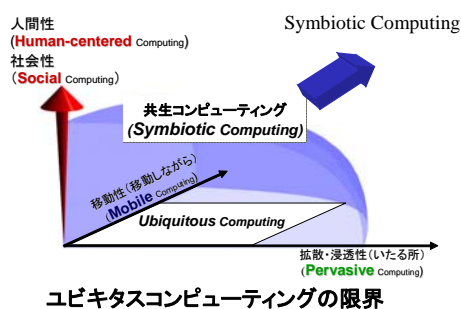 人間性
(Human-centered Computing)
社会性
（Social Computing）
Symbiotic Computing
共生コンピューティング
(Symbiotic Computing)
移動性（移動しながら）
(Mobile Computing)
Ubiquitous Computing
拡散・浸透性（いたる所）
(Pervasive Computing)
ユビキタスコンピューティングの限界